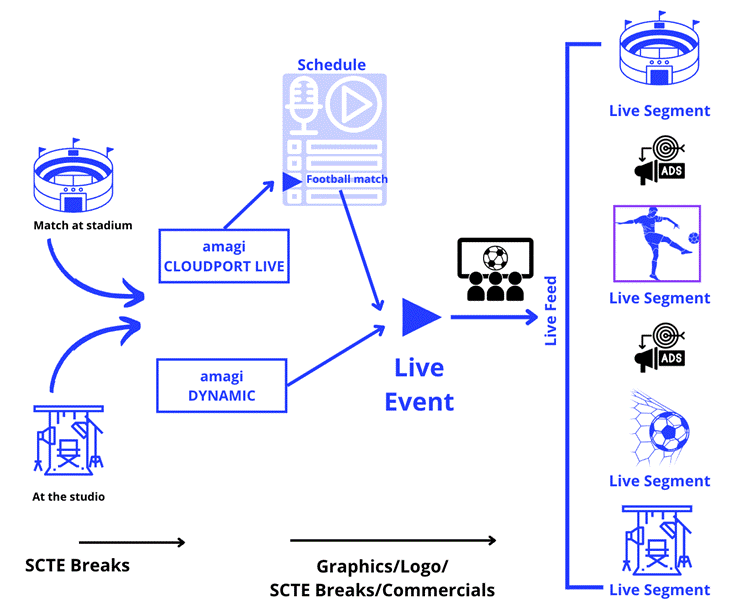 Schedule
Football match
Match at stadium
amagi
CLOUDPORT LIVE
amagi
DYNAMIC
At the studio
Live
Event
Live Feed
Live Segment
ADS
Live Segment
ADS
Live Segment
Live Segment
SCTE Breaks
Graphics/Logo/
SCTE Breaks/Commercials